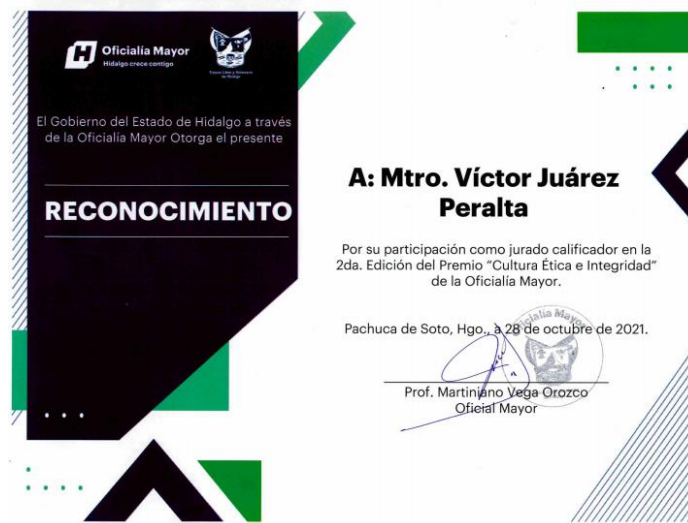 Oficialía Mayor
Hidalgo crece contigo
El Gobierno del Estado de Hidalgo a través
de la Oficialía Mayor Otorga el presente
RECONOCIMIENTO
A: Mtro. Víctor Juárez
Peralta
Por su participación como jurado calificador en la
2da. Edición del Premio “Cultura Ética e Integridad”
de la Oficialía Mayor.
Pachuca de Soto, Hgo., a 28 de octubre de 2021.
Oficialía Mayor
Prof. Martiniano Vega Orozco
Oficial Mayor